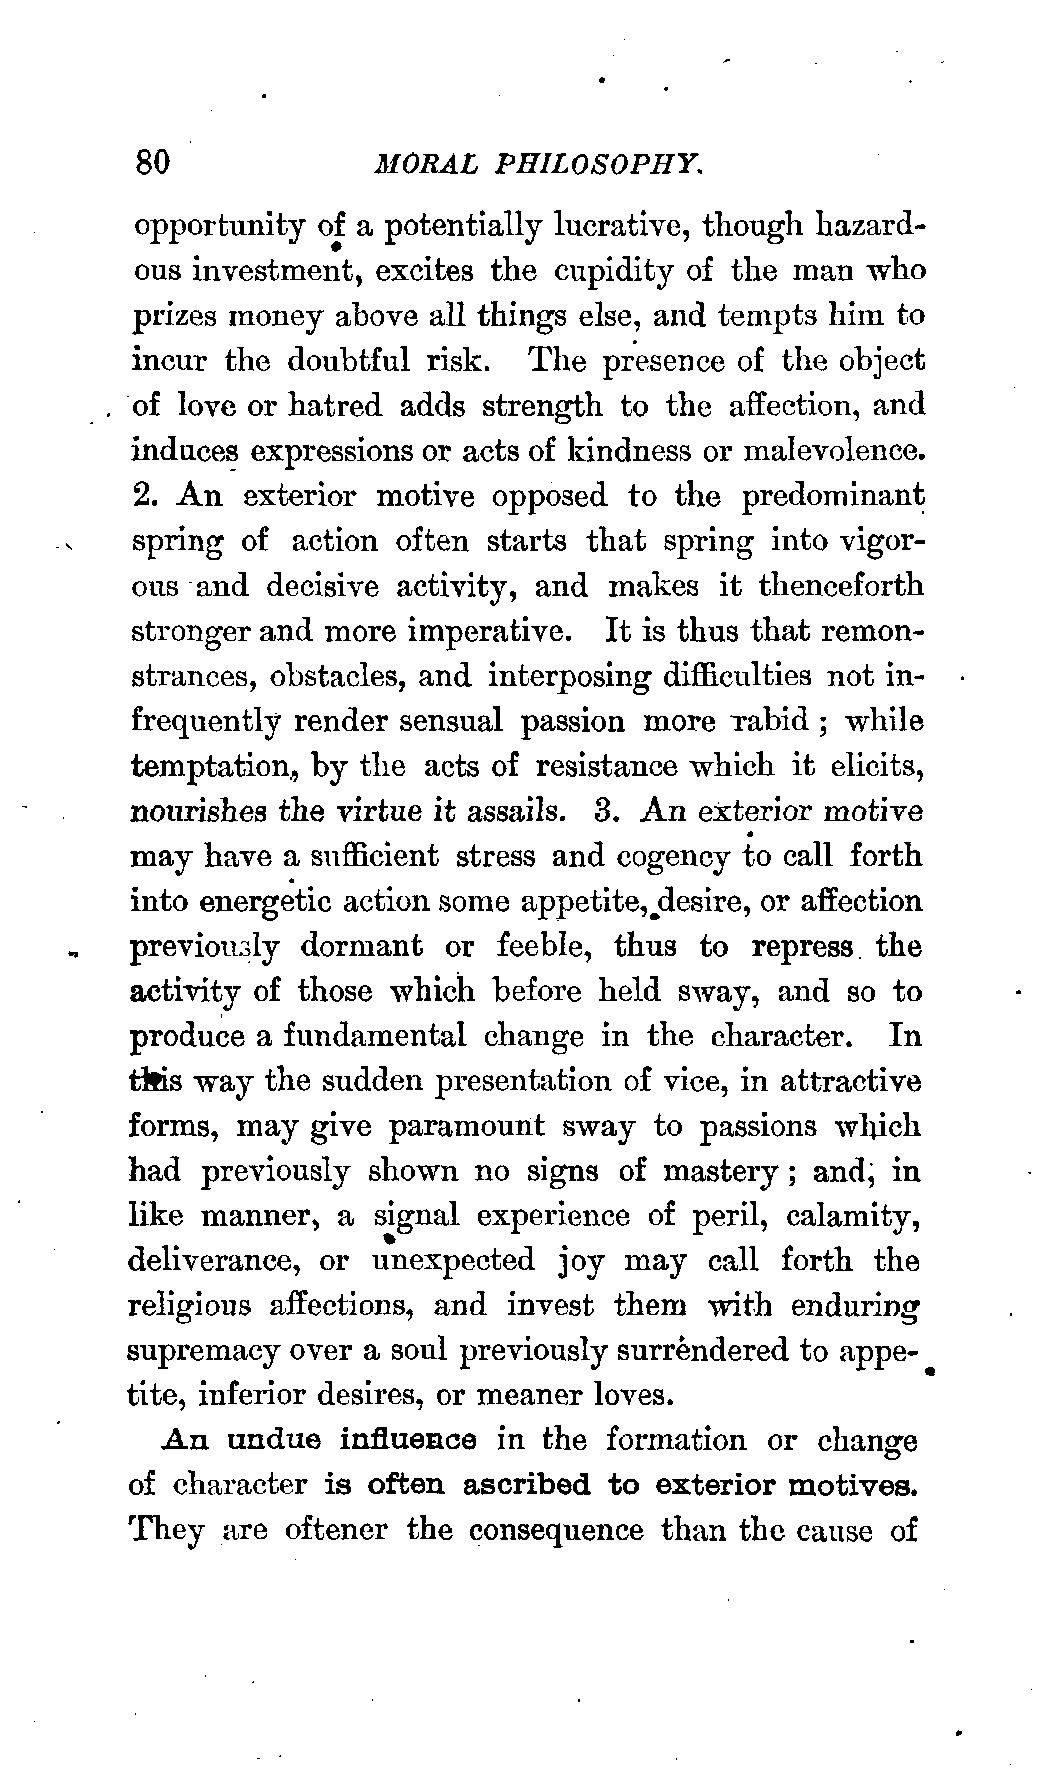 80 MORAL PHILOSOPHY.
opportunity of a potentially lucrative, though hazard-
ous investment, excites the cupidity of the man who
prizes money above all things else, and tempts him to
incur the doubtful risk. The presence of the object
of love or hatred adds strength to the affection, and
induces expressions or acts of kindness or malevolence.
2. An exterior motive opposed to the predominant
spring of action often starts that spring into vigor-
ous and decisive activity, and makes it thenceforth
stronger and more imperative. It is thus that remon-
strances, obstacles, and interposing difficulties not in-
frequently render sensual passion more rabid; while
temptation, by the acts of resistance which it elicits,
nourishes the virtue it assails. 3. An exterior motive
may have a sufficient stress and cogency to call forth
into energetic action some appetite, desire, or affection
previously dormant or feeble, thus to repress the
activity of those which before held sway, and so to
produce a fundamental change in the character. In
this way the sudden presentation of vice, in attractive
forms, may give paramount sway to passions which
had previously shown no signs of mastery; and, in
like manner, a signal experience of peril, calamity,
deliverance, or unexpected joy may call forth the
religious affections, and invest them with enduring
supremacy over a soul previously surrendered to appe-
tite, inferior desires, or meaner loves.
An undue influence in the formation or change
of character is often ascribed to exterior motives.
They are oftener the consequence than the cause of